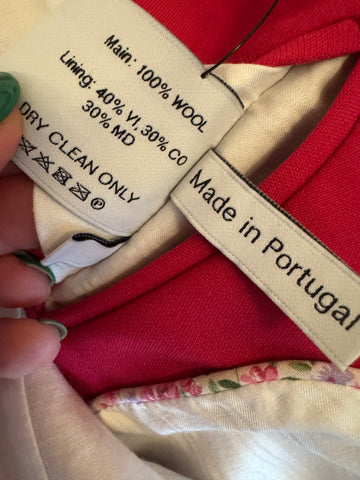 Main: 100% WOOL
Lining: 40% VI, 30% CO
30% MD
DRY CLEAN ONLY
Made in Portugal